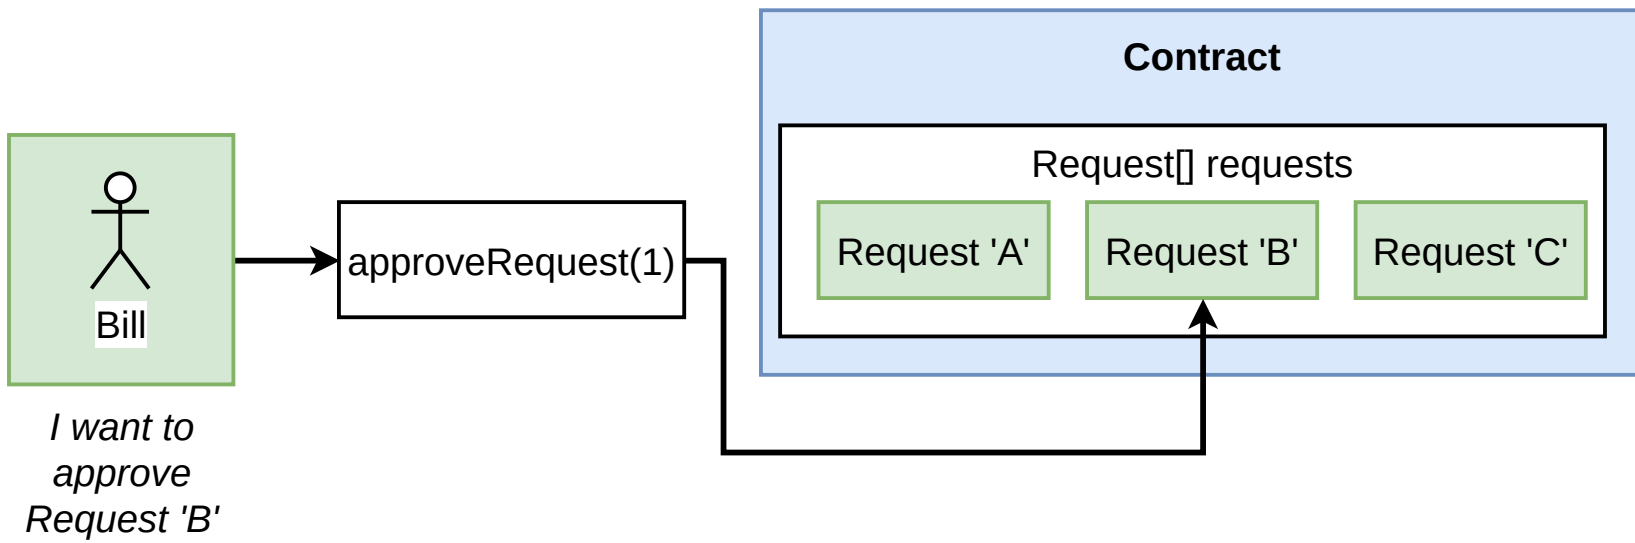 Contract
Request[] requests
Request 'A'
Request 'B'
Request 'C'
approveRequest(1)
Bill
I want to
approve
Request 'B'